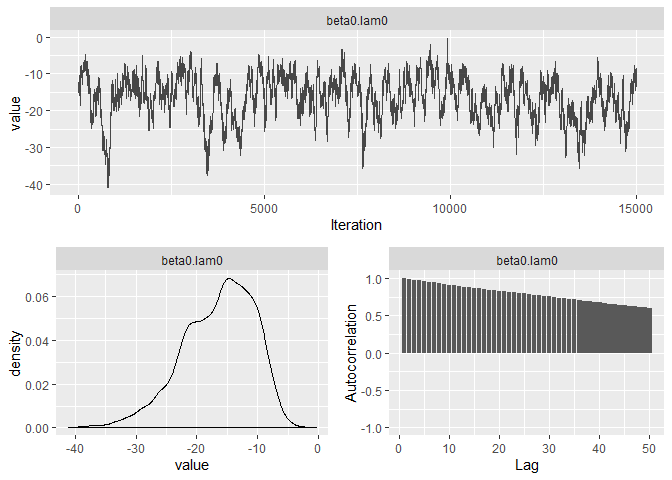 beta0.lam0
0
-10
-20
-30
-40
value
0 5000 10000 15000
Iteration
beta0.lam0
0.06
0.04
0.02
0.00
density
-40 -30 -20 -10 0
value
beta0.lam0
1.0
0.5
0.0
-0.5
-1.0
Autocorrelation
0 10 20 30 40 50
Lag